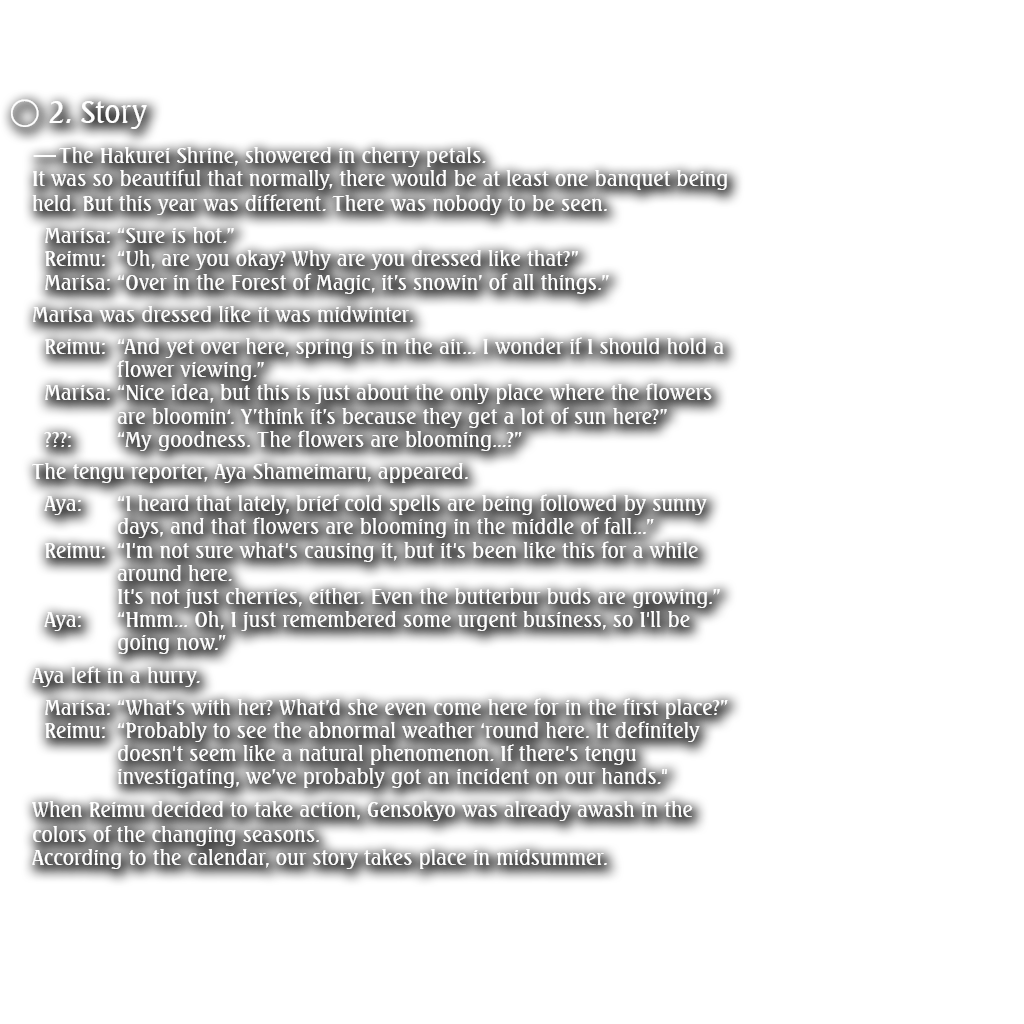 ○ 2. Story
―The Hakurei Shrine, showered in cherry petals.
It was so beautiful that normally, there would be at least one banquet being
held. But this year was different. There was nobody to be seen.
Marisa: “Sure is hot.”
Reimu: “Uh, are you okay? Why are you dressed like that?”
Marisa: “Over in the Forest of Magic, it’s snowin’ of all things.”
Marisa was dressed like it was midwinter.
Reimu: “And yet over here, spring is in the air... I wonder if I should hold a
flower viewing.”
Marisa: “Nice idea, but this is just about the only place where the flowers
are bloomin‘. Y’think it’s because they get a lot of sun here?”
???: “My goodness. The flowers are blooming...?”
The tengu reporter, Aya Shameimaru, appeared.
Aya: “I heard that lately, brief cold spells are being followed by sunny
days, and that flowers are blooming in the middle of fall...”
Reimu: “I'm not sure what's causing it, but it's been like this for a while
around here.
It's not just cherries, either. Even the butterbur buds are growing.”
Aya: “Hmm... Oh, I just remembered some urgent business, so I'll be
going now.”
Aya left in a hurry.
Marisa: “What’s with her? What’d she even come here for in the first place?”
Reimu: “Probably to see the abnormal weather ‘round here. It definitely
doesn't seem like a natural phenomenon. If there’s tengu
investigating, we’ve probably got an incident on our hands."
When Reimu decided to take action, Gensokyo was already awash in the
colors of the changing seasons.
According to the calendar, our story takes place in midsummer.